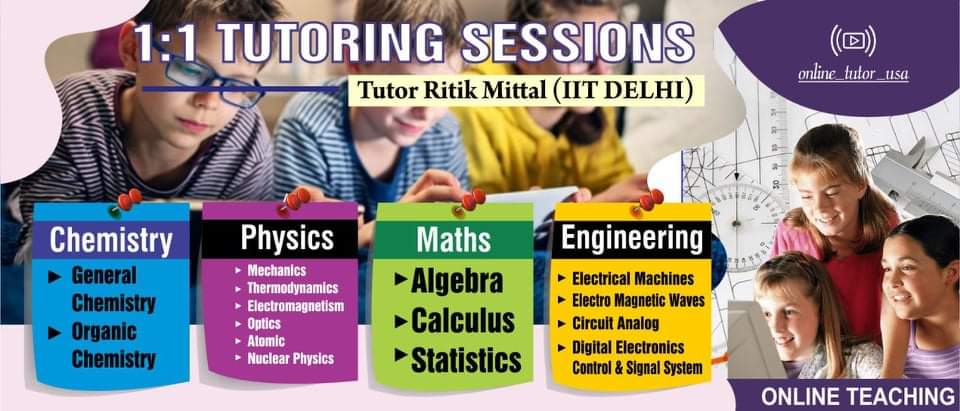 1:1 TUTORING SESSIONS
Tutor Ritik Mittal (IIT DELHI)
online_tutor_usa
Chemistry
General
Chemistry
Organic
Chemistry
Physics
Mechanics
Thermodynamics
Electromagnetism
Optics
Atomic
Nuclear Physics
Maths
Algebra
Calculus
Statistics
Engineering
Electrical Machines
Electro Magnetic Waves
Circuit Analog
Digital Electronics
Control & Signal System
ONLINE TEACHING